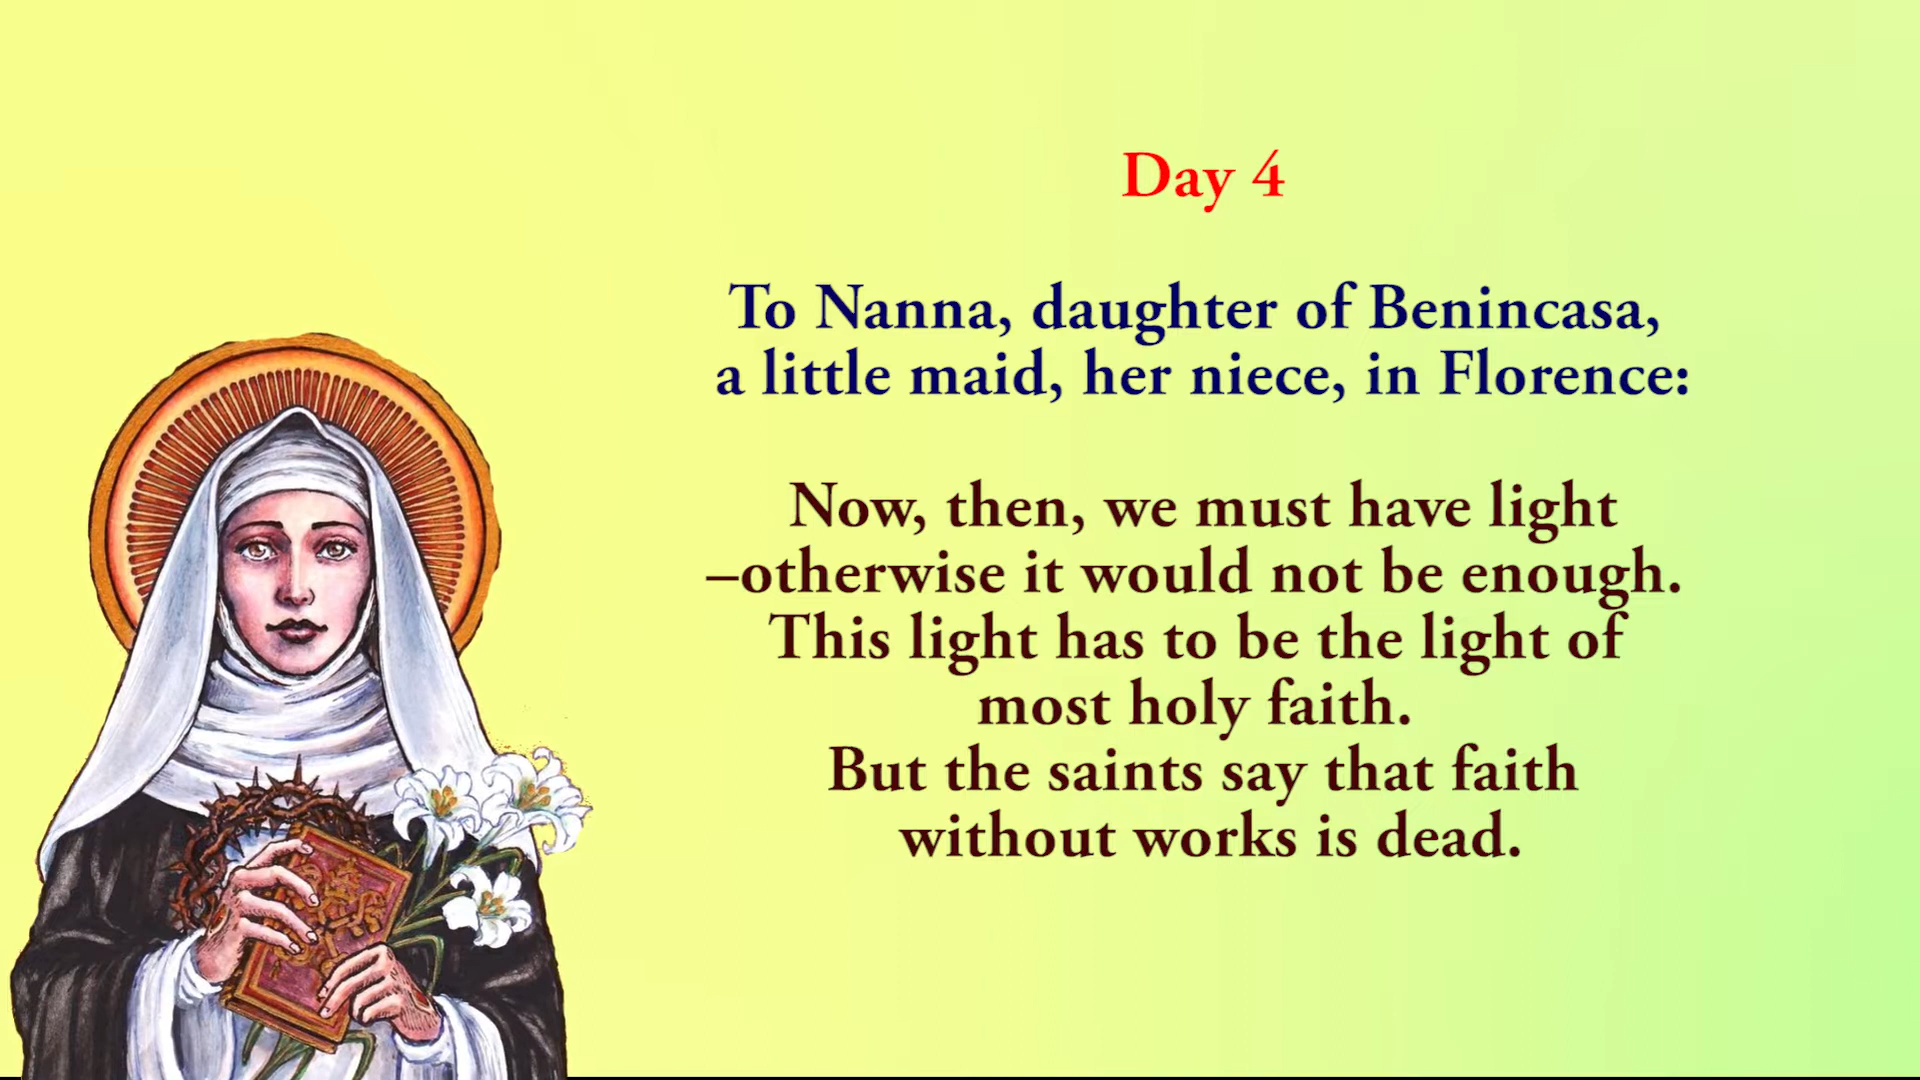 Day 4
To Nanna, daughter of Benincasa,
a little maid, her niece, in Florence:
Now, then, we must have light
–otherwise it would not be enough.
This light has to be the light of
most holy faith.
But the saints say that faith
without works is dead.